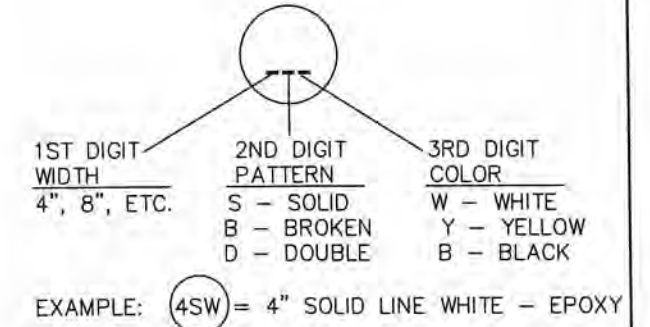 1ST DIGIT 2ND DIGIT 3RD DIGIT
WIDTH PATTERN COLOR
4", 8", ETC. S – SOLID W – WHITE
B – BROKEN Y – YELLOW
D – DOUBLE B – BLACK
EXAMPLE: 4SW = 4" SOLID LINE WHITE – EPOXY